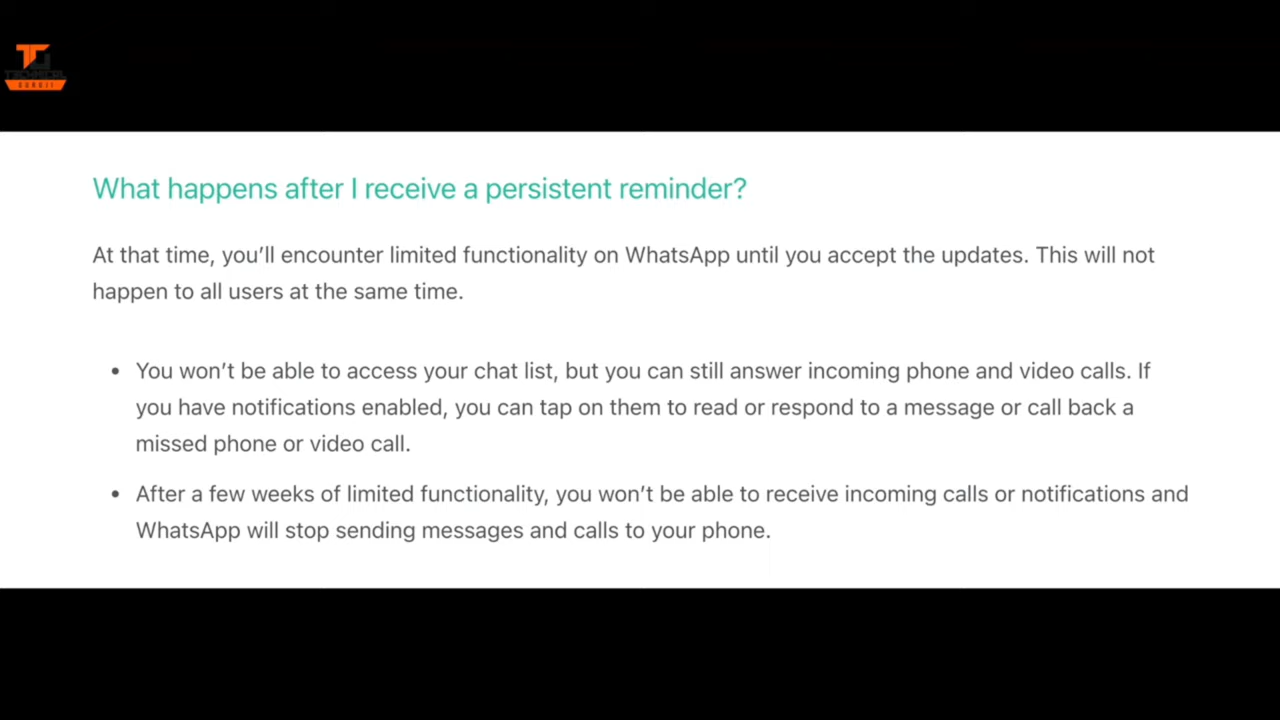 TECHNICAL
GURUJI
What happens after I receive a persistent reminder?
At that time, you’ll encounter limited functionality on WhatsApp until you accept the updates. This will not
happen to all users at the same time.
• You won’t be able to access your chat list, but you can still answer incoming phone and video calls. If
you have notifications enabled, you can tap on them to read or respond to a message or call back a
missed phone or video call.
• After a few weeks of limited functionality, you won’t be able to receive incoming calls or notifications and
WhatsApp will stop sending messages and calls to your phone.